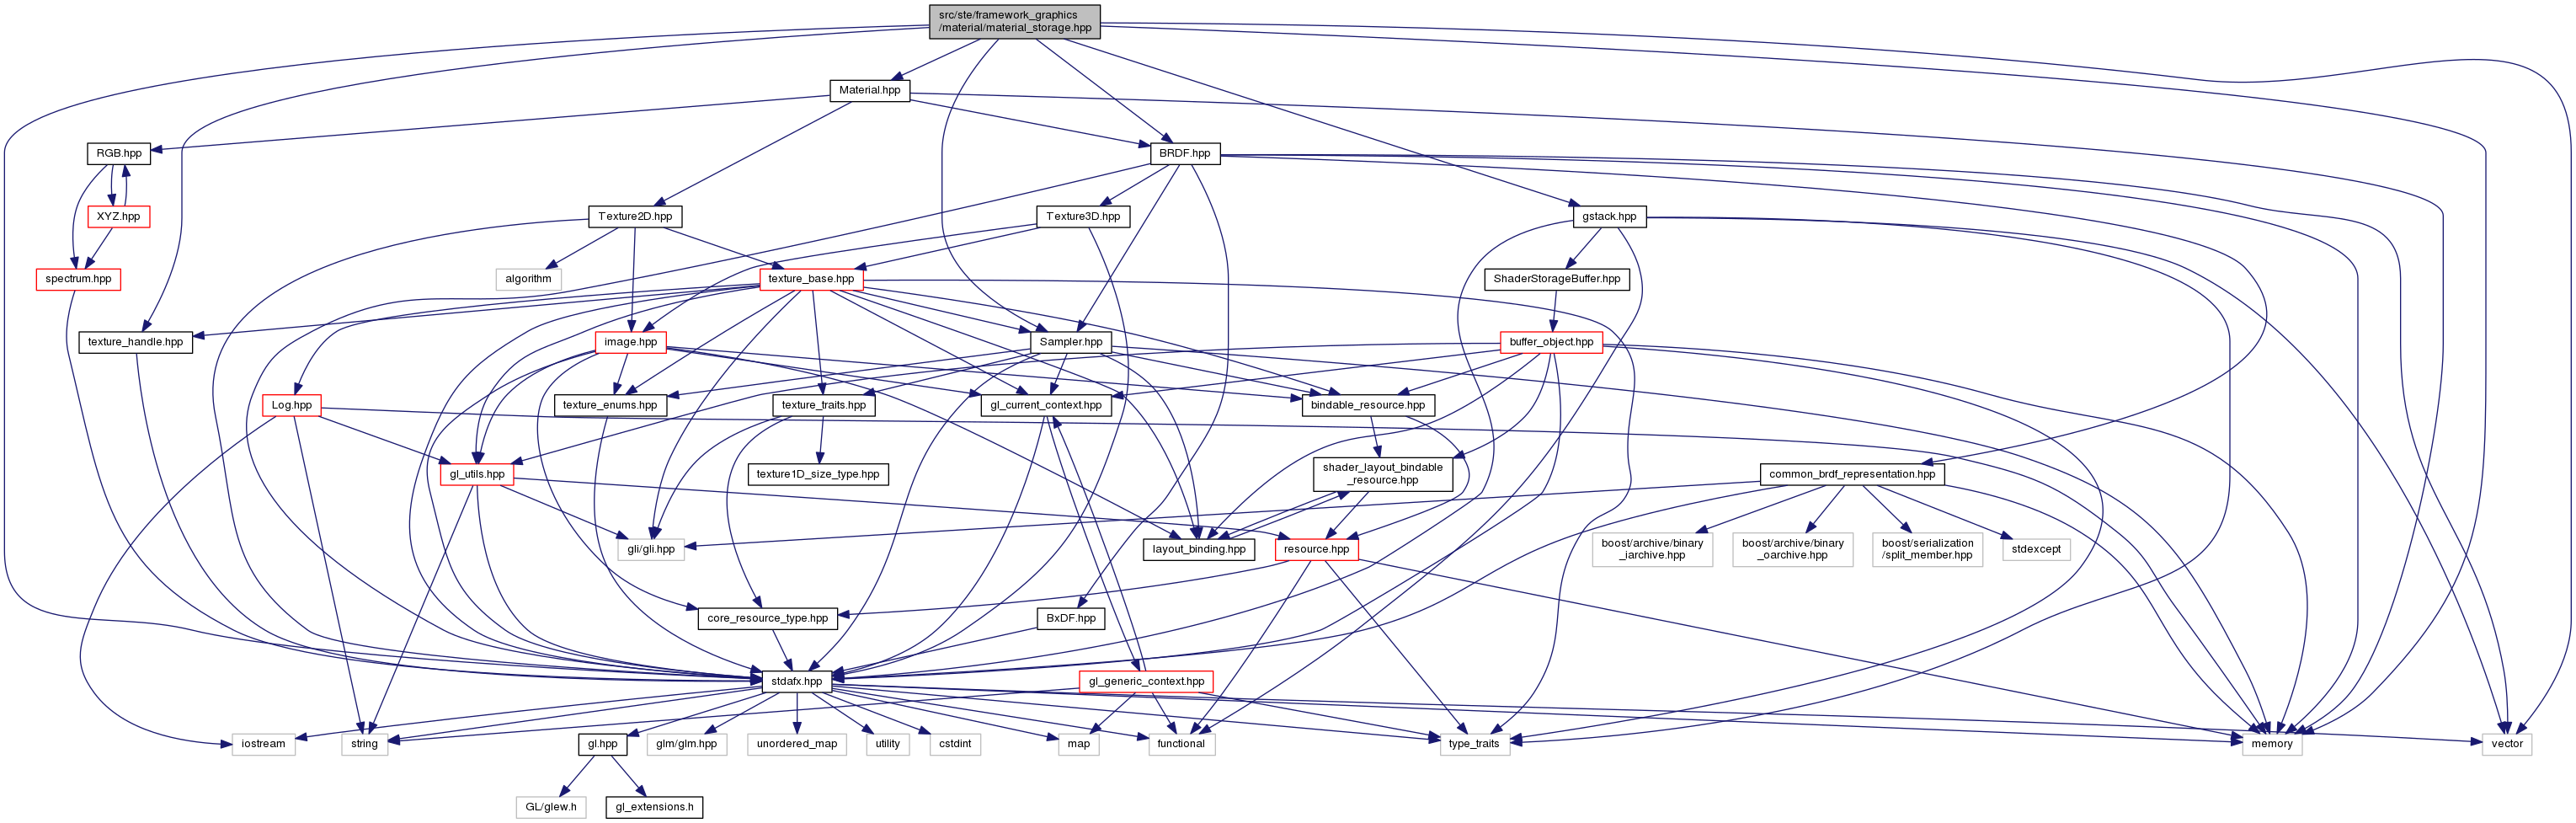 src/ste/framework_graphics
/material/material_storage.hpp
Material.hpp
RGB.hpp
BRDF.hpp
XYZ.hpp
Texture2D.hpp
Texture3D.hpp
gstack.hpp
spectrum.hpp
algorithm
texture_base.hpp
ShaderStorageBuffer.hpp
texture_handle.hpp
image.hpp
Sampler.hpp
buffer_object.hpp
Log.hpp
texture_enums.hpp
texture_traits.hpp
gl_current_context.hpp
bindable_resource.hpp
gl_utils.hpp
texture1D_size_type.hpp
shader_layout_bindable
_resource.hpp
common_brdf_representation.hpp
gli/gli.hpp
layout_binding.hpp
resource.hpp
boost/archive/binary
_iarchive.hpp
boost/archive/binary
_oarchive.hpp
boost/serialization
/split_member.hpp
stdexcept
core_resource_type.hpp
BxDF.hpp
stdafx.hpp
gl_generic_context.hpp
iostream
string
gl.hpp
glm/glm.hpp
unordered_map
utility
cstdint
map
functional
type_traits
memory
vector
GL/glew.h
gl_extensions.h